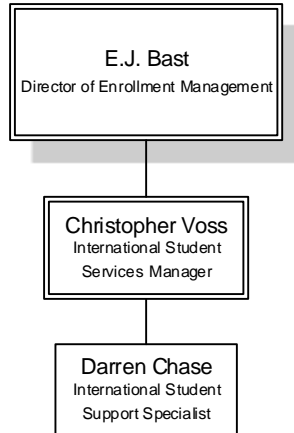 E.J. Bast
Director of Enrollment Management
Christopher Voss
International Student
Services Manager
Darren Chase
International Student
Support Specialist